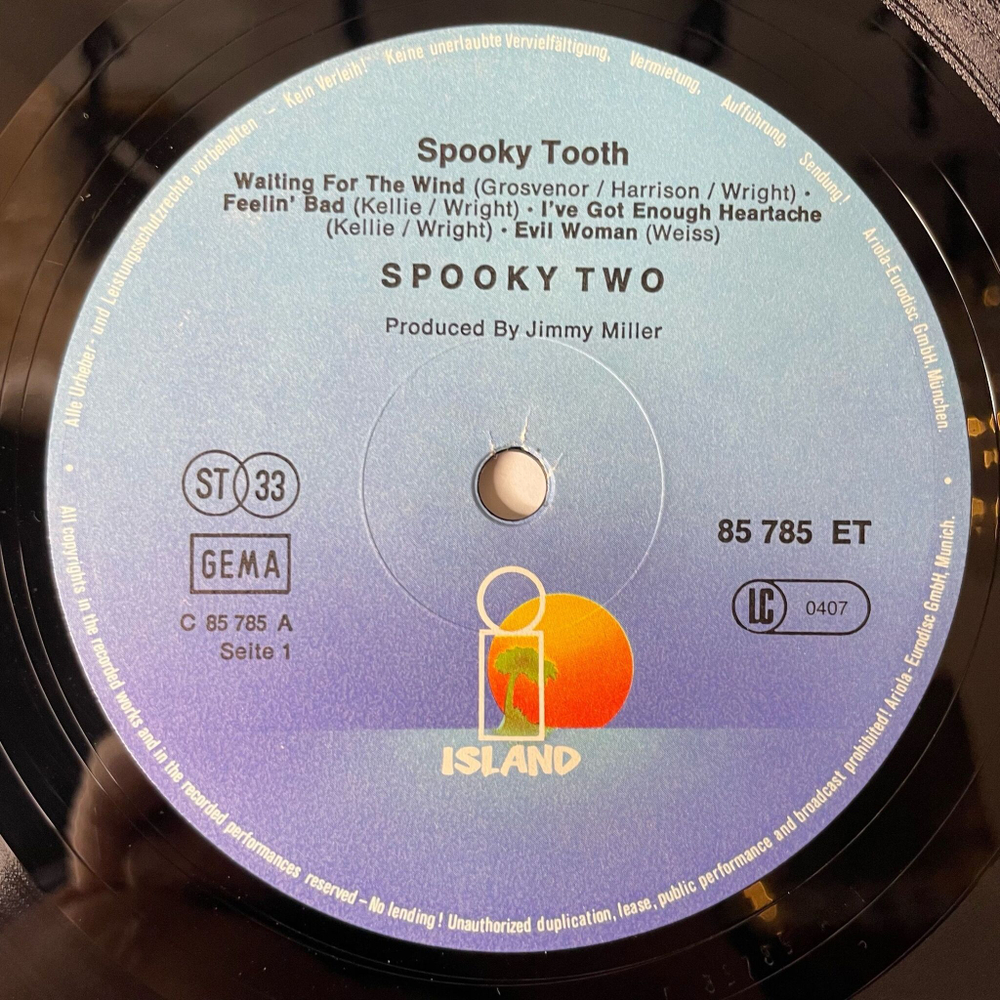 Alle Urheber- und Leistungsschutzrechte vorbehalten – Kein Verleih! Keine unerlaubte Vervielfältigung, Vermietung, Aufführung, Sendung! Ariola-Eurodisc GmbH, München.
Spooky Tooth
Waiting For The Wind (Grosvenor / Harrison / Wright) ·
Feelin' Bad (Kellie / Wright) · I've Got Enough Heartache
(Kellie / Wright) · Evil Woman (Weiss)
SPOOKY TWO
Produced By Jimmy Miller
ST 33
GEMA
C 85 785 A
Seite 1
85 785 ET
LC 0407
ISLAND
All copyrights in the recorded works and in the recorded performances reserved – No lending! Unauthorized duplication, lease, public performance and broadcast prohibited! Ariola-Eurodisc GmbH, Munich.